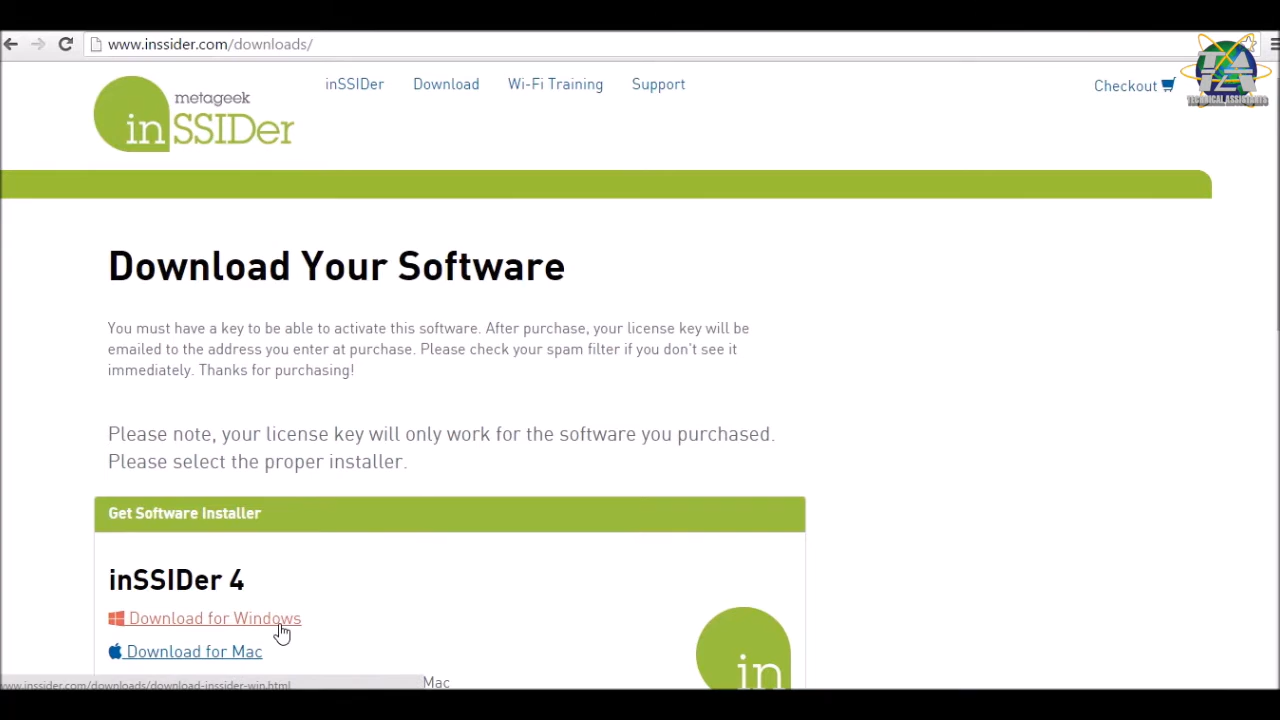 www.inssider.com/downloads/
TALA
TECHNICAL ASSISTANTS
metageek
inSSIDer
inSSIDer Download Wi-Fi Training Support
Checkout
Download Your Software
You must have a key to be able to activate this software. After purchase, your license key will be
emailed to the address you enter at purchase. Please check your spam filter if you don't see it
immediately. Thanks for purchasing!
Please note, your license key will only work for the software you purchased.
Please select the proper installer.
Get Software Installer
inSSIDer 4
Download for Windows
Download for Mac
in
www.inssider.com/downloads/download-inssider-win.html
Mac